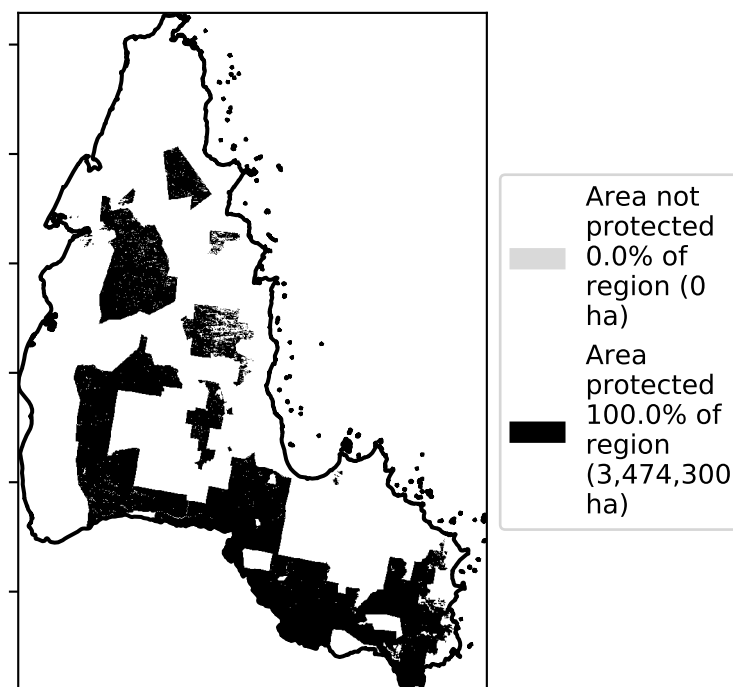 Area not
protected
0.0% of
region (0
ha)
Area
protected
100.0% of
region
(3,474,300
ha)